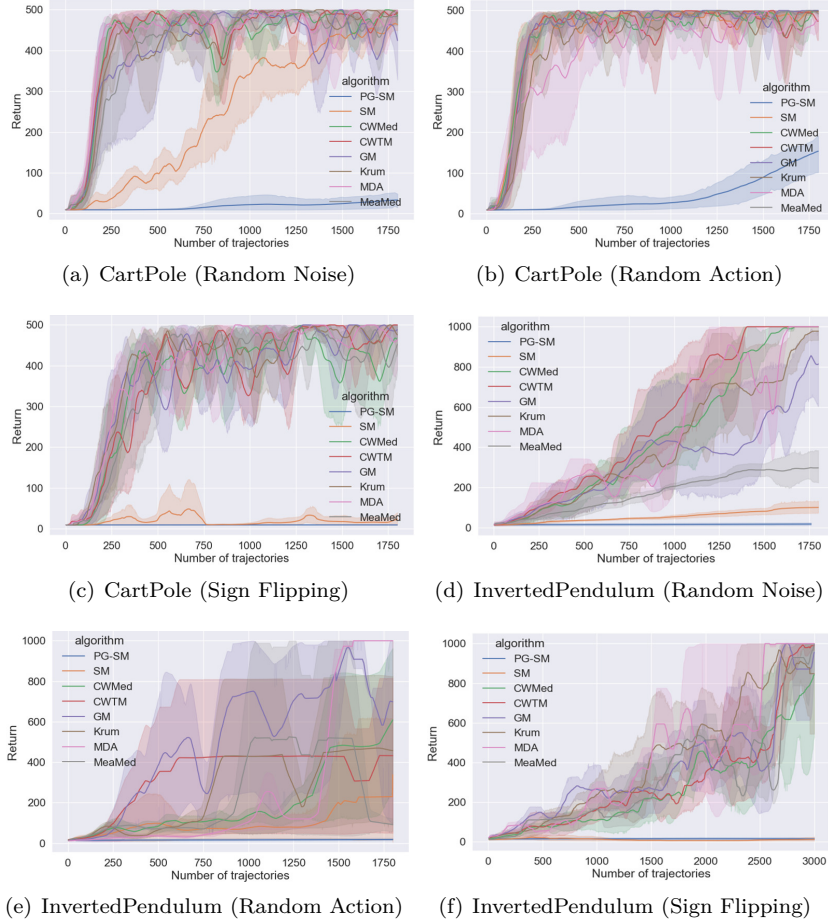 500
400
300
200
100
0
Return
algorithm
PG-SM
SM
CWMed
CWTM
GM
Krum
MDA
MeaMed
0 250 500 750 1000 1250 1500 1750
Number of trajectories
(a) CartPole (Random Noise)
500
400
300
200
100
0
Return
algorithm
PG-SM
SM
CWMed
CWTM
GM
Krum
MDA
MeaMed
0 250 500 750 1000 1250 1500 1750
Number of trajectories
(b) CartPole (Random Action)
500
400
300
200
100
0
Return
algorithm
PG-SM
SM
CWMed
CWTM
GM
Krum
MDA
MeaMed
0 250 500 750 1000 1250 1500 1750
Number of trajectories
(c) CartPole (Sign Flipping)
1000
800
600
400
200
0
Return
algorithm
PG-SM
SM
CWMed
CWTM
GM
Krum
MDA
MeaMed
0 250 500 750 1000 1250 1500 1750
Number of trajectories
(d) InvertedPendulum (Random Noise)
1000
800
600
400
200
0
Return
algorithm
PG-SM
SM
CWMed
CWTM
GM
Krum
MDA
MeaMed
0 250 500 750 1000 1250 1500 1750
Number of trajectories
(e) InvertedPendulum (Random Action)
1000
800
600
400
200
0
Return
algorithm
PG-SM
SM
CWMed
CWTM
GM
Krum
MDA
MeaMed
0 500 1000 1500 2000 2500 3000
Number of trajectories
(f) InvertedPendulum (Sign Flipping)